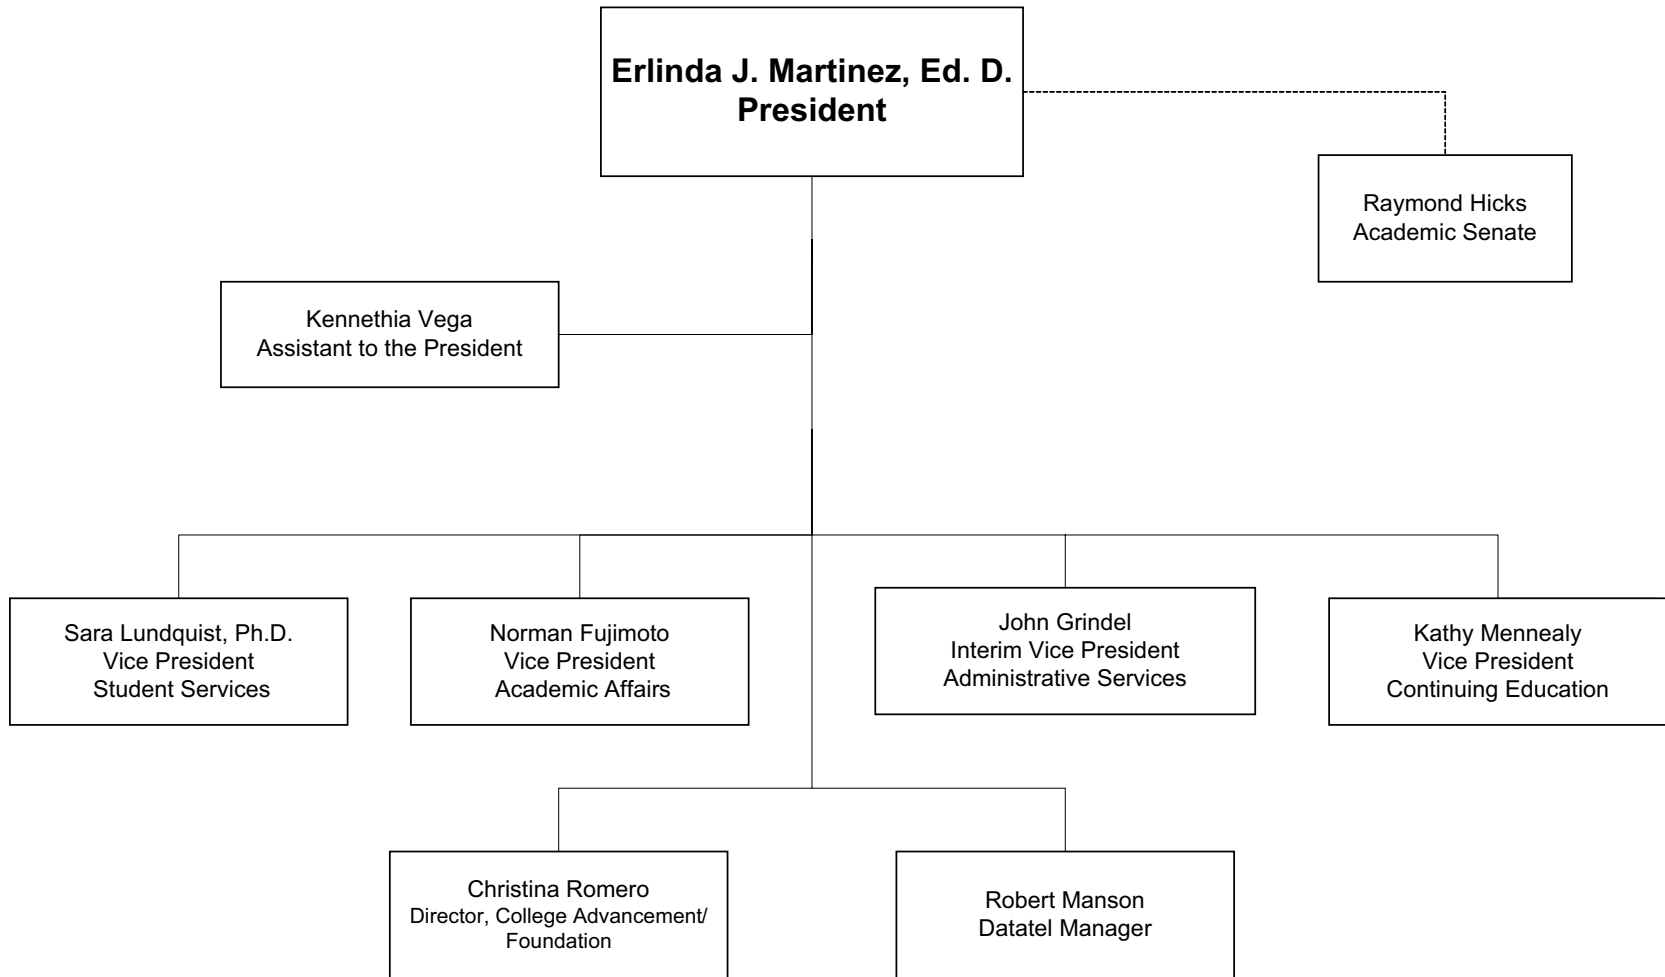 Erlinda J. Martinez, Ed. D.
President
Raymond Hicks
Academic Senate
Kennethia Vega
Assistant to the President
Sara Lundquist, Ph.D.
Vice President
Student Services
Norman Fujimoto
Vice President
Academic Affairs
John Grindel
Interim Vice President
Administrative Services
Kathy Mennealy
Vice President
Continuing Education
Christina Romero
Director, College Advancement/
Foundation
Robert Manson
Datatel Manager